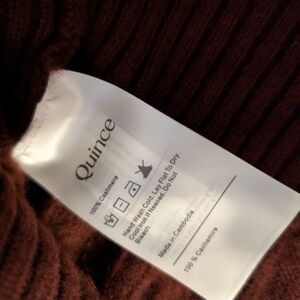 Quince
100% Cashmere
Hand Wash Cold. Lay Flat To Dry.
Cool Iron if Needed. Do Not
Bleach.
Made in Cambodia
100 % Cachemire